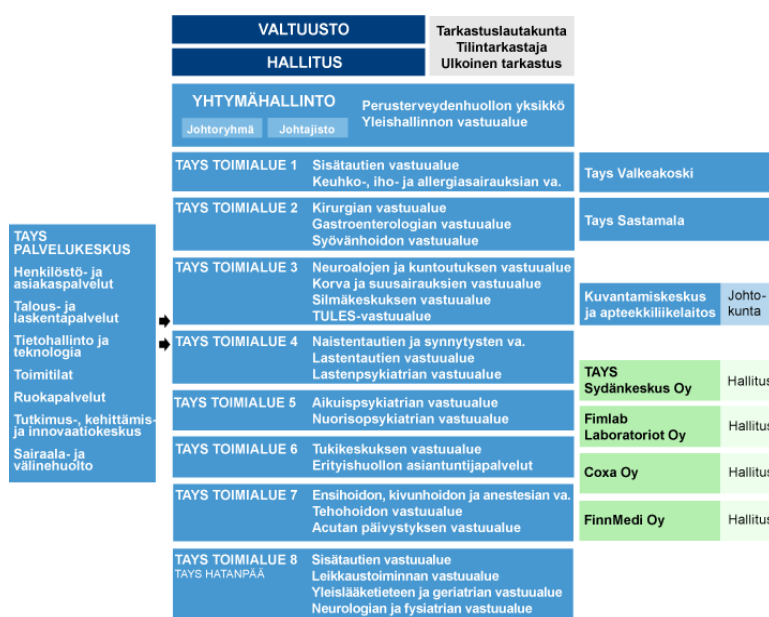 VALTUUSTO
HALLITUS
Tarkastuslautakunta
Tilintarkastaja
Ulkoinen tarkastus
YHTYMÄHALLINTO
Johtoryhmä
Johtajisto
Perusterveydenhuollon yksikkö
Yleishallinnon vastuualue
TAYS TOIMIALUE 1
Sisätautien vastuualue
Keuhko-, iho- ja allergiasairauksian va.
Tays Valkeakoski
TAYS TOIMIALUE 2
Kirurgian vastuualue
Gastroenterologian vastuualue
Syövänhoidon vastuualue
Tays Sastamala
TAYS
PALVELUKESKUS
Henkilöstö- ja
asiakaspalvelut
Talous- ja
laskentapalvelut
Tietohallinto ja
teknologia
Toimitilat
Ruokapalvelut
Tutkimus-, kehittämis-
ja innovaatiokeskus
Sairaala- ja
välinehuolto
TAYS TOIMIALUE 3
Neuroalojen ja kuntoutuksen vastuualue
Korva ja suusairauksien vastuualue
Silmäkeskuksen vastuualue
TULES-vastuualue
Kuvantamiskeskus
ja apteekkiliikelaitos
Johto-
kunta
TAYS TOIMIALUE 4
Naistentautien ja synnytysten va.
Lastentautien vastuualue
Lastenpsykiatrian vastuualue
TAYS
Sydänkeskus Oy
Hallitus
TAYS TOIMIALUE 5
Aikuispsykiatrian vastuualue
Nuorisopsykiatrian vastuualue
Fimlab
Laboratoriot Oy
Hallitus
TAYS TOIMIALUE 6
Tukikeskuksen vastuualue
Erityishuollon asiantuntijapalvelut
Coxa Oy
Hallitus
TAYS TOIMIALUE 7
Ensihoidon, kivunhoidon ja anestesian va.
Tehohoidon vastuualue
Acutan päivystyksen vastuualue
FinnMedi Oy
Hallitus
TAYS TOIMIALUE 8
TAYS HATANPÄÄ
Sisätautien vastuualue
Leikkaustoiminnan vastuualue
Yleislääketieteen ja geriatrian vastuualue
Neurologian ja fysiatrian vastuualue